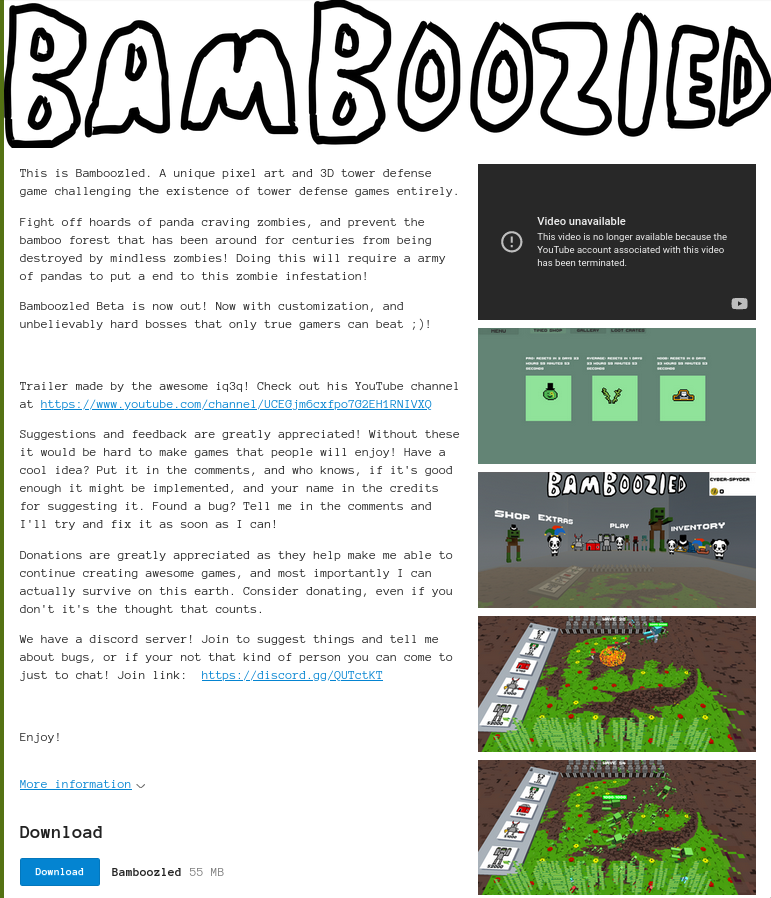 BAMBOOZLED
This is Bamboozled. A unique pixel art and 3D tower defense
game challenging the existence of tower defense games entirely.
Fight off hoards of panda craving zombies, and prevent the
bamboo forest that has been around for centuries from being
destroyed by mindless zombies! Doing this will require a army
of pandas to put a end to this zombie infestation!
Bamboozled Beta is now out! Now with customization, and
unbelievably hard bosses that only true gamers can beat ;)!
Trailer made by the awesome iq3q! Check out his YouTube channel
at https://www.youtube.com/channel/UCEGjm6cxfpo7G2EH1RNIVXQ
Suggestions and feedback are greatly appreciated! Without these
it would be hard to make games that people will enjoy! Have a
cool idea? Put it in the comments, and who knows, if it's good
enough it might be implemented, and your name in the credits
for suggesting it. Found a bug? Tell me in the comments and
I'll try and fix it as soon as I can!
Donations are greatly appreciated as they help make me able to
continue creating awesome games, and most importantly I can
actually survive on this earth. Consider donating, even if you
don't it's the thought that counts.
We have a discord server! Join to suggest things and tell me
about bugs, or if your not that kind of person you can come to
just to chat! Join link: https://discord.gg/QUTctKT
Enjoy!
More information
Download
Download Bamboozled 55 MB
Video unavailable
This video is no longer available because the
YouTube account associated with this video
has been terminated.
MENU TIMED SHOP GALLERY LOOT CRATES
BAMBOOZLED
CYBER-SPYDER
0
SHOP EXTRAS PLAY INVENTORY